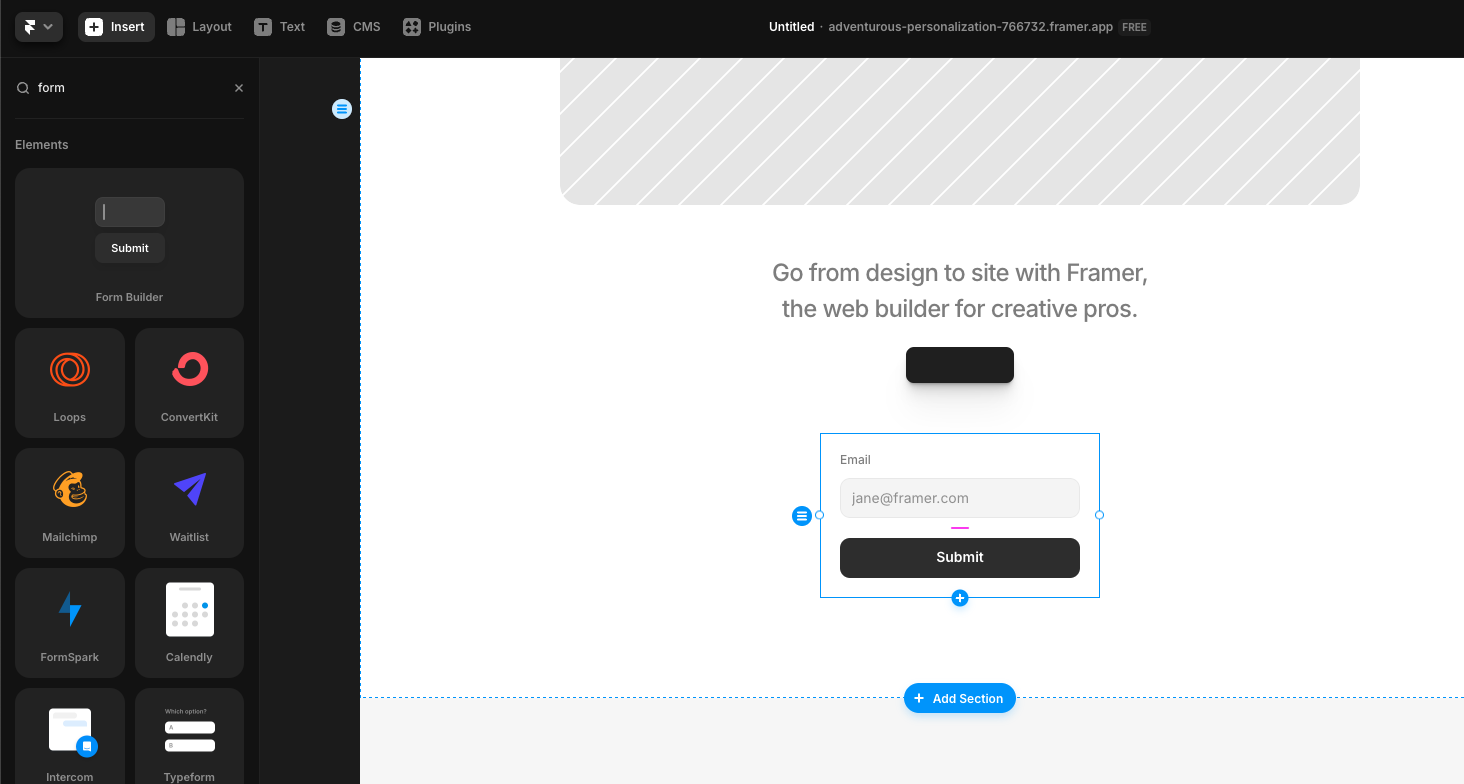 Insert
Layout
Text
CMS
Plugins
Untitled · adventurous-personalization-766732.framer.app FREE
form
Elements
Submit
Form Builder
Loops
ConvertKit
Mailchimp
Waitlist
FormSpark
Calendly
Intercom
Which option?
A
B
Typeform
Go from design to site with Framer,
the web builder for creative pros.
Email
jane@framer.com
Submit
Add Section